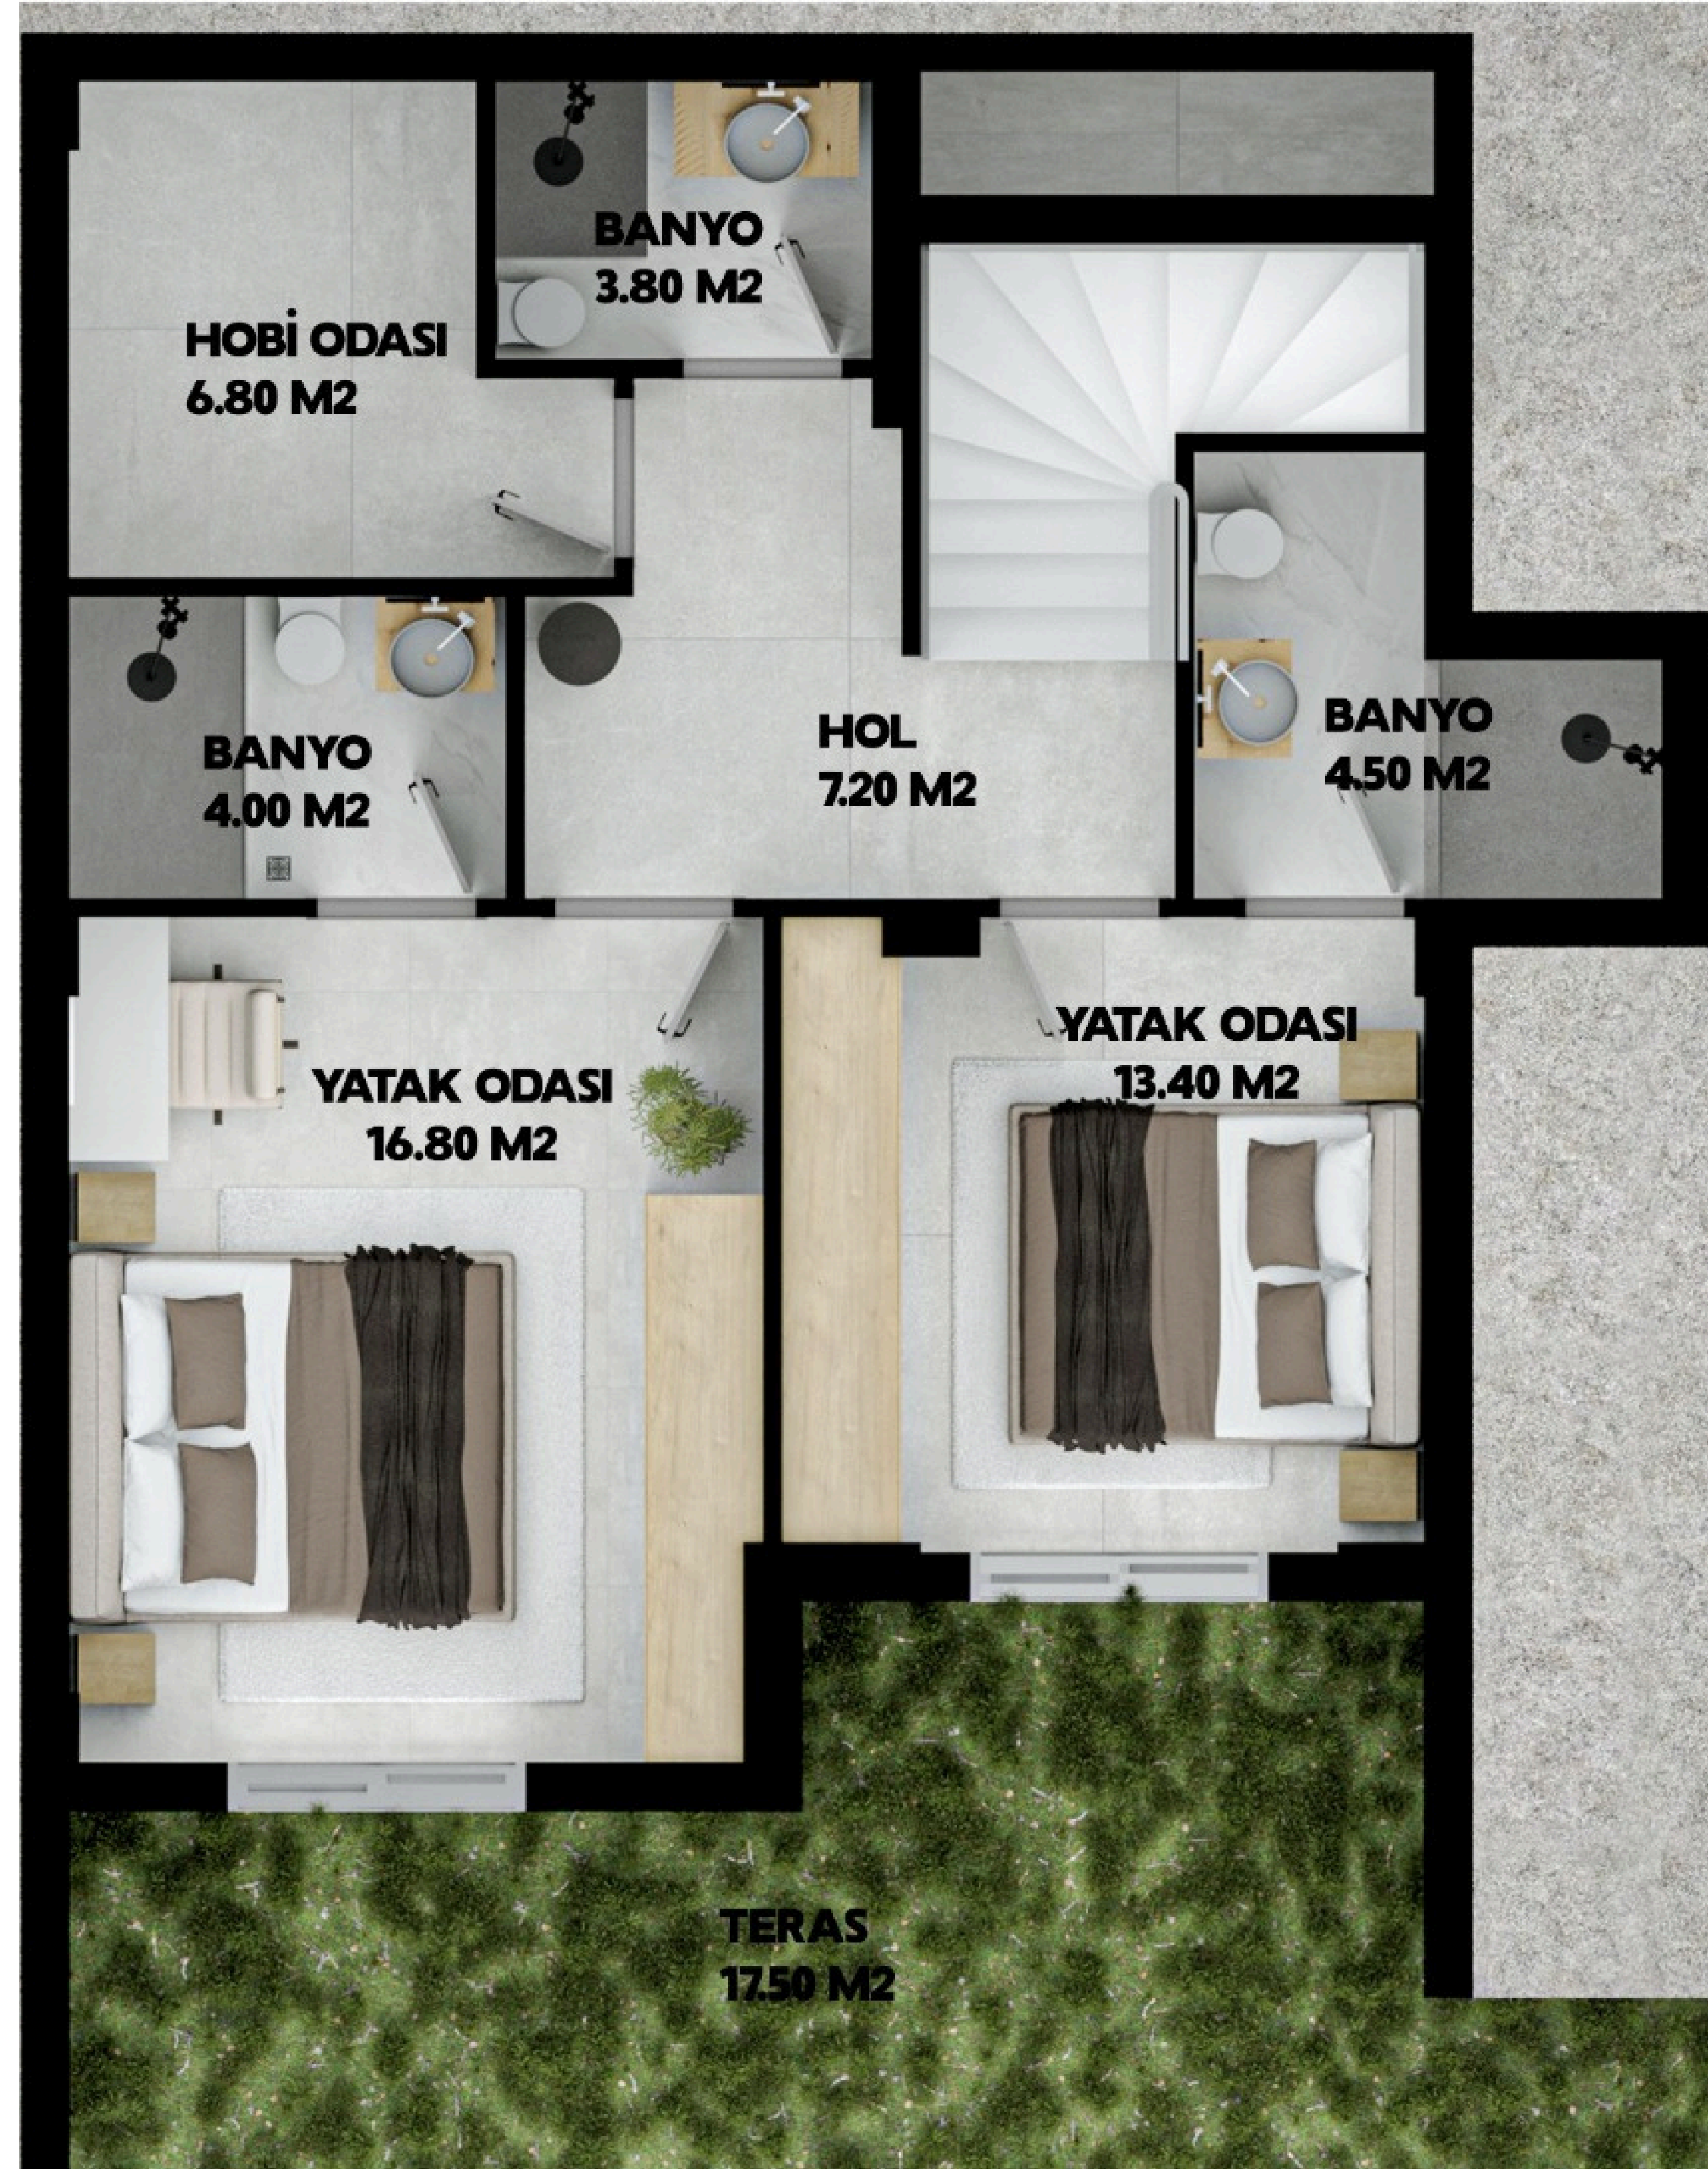 BANYO
3.80 M2
HOBİ ODASI
6.80 M2
BANYO
4.00 M2
HOL
7.20 M2
BANYO
4.50 M2
YATAK ODASI
16.80 M2
YATAK ODASI
13.40 M2
TERAS
17.50 M2